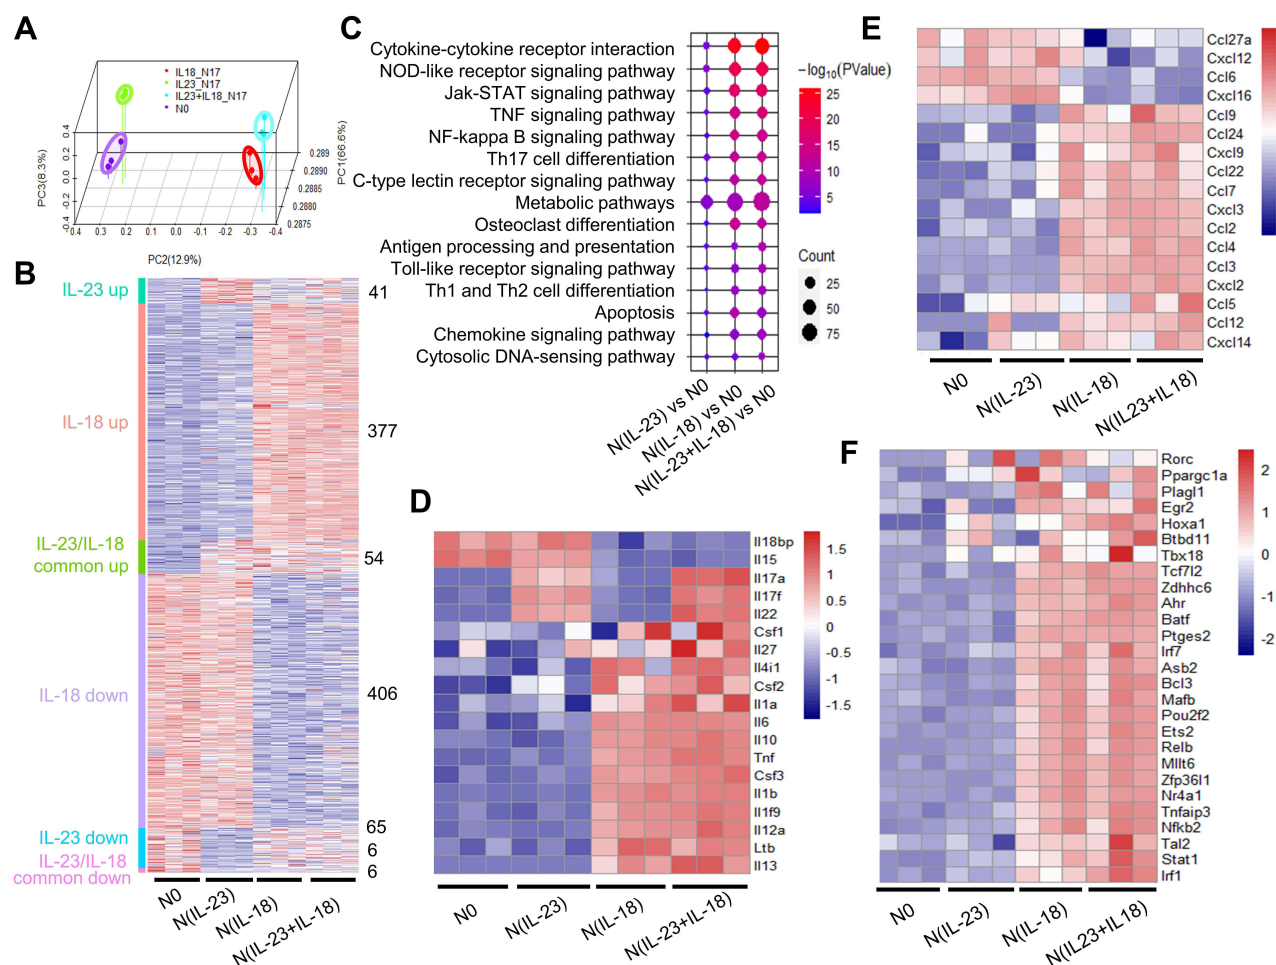 A
IL18_N17
IL23_N17
IL23+IL18_N17
N0
PC3(8.3%)
0.4
0.2
0.0
-0.2
-0.4
0.4
0.3
0.2
0.1
0.0
-0.1
-0.2
-0.3
-0.4
PC2(12.9%)
0.289
0.2890
0.2885
0.2880
0.2875
PC1(66.6%)
B
IL-23 up
41
IL-18 up
377
IL-23/IL-18
common up
54
IL-18 down
406
IL-23 down
65
6
IL-23/IL-18
common down
6
N0
N(IL-23)
N(IL-18)
N(IL-23+IL-18)
C
Cytokine-cytokine receptor interaction
NOD-like receptor signaling pathway
Jak-STAT signaling pathway
TNF signaling pathway
NF-kappa B signaling pathway
Th17 cell differentiation
C-type lectin receptor signaling pathway
Metabolic pathways
Osteoclast differentiation
Antigen processing and presentation
Toll-like receptor signaling pathway
Th1 and Th2 cell differentiation
Apoptosis
Chemokine signaling pathway
Cytosolic DNA-sensing pathway
N(IL-23) vs N0
N(IL-18) vs N0
N(IL-23+IL-18) vs N0
−log10(PValue)
25
20
15
10
5
Count
25
50
75
D
Il18bp
Il15
Il17a
Il17f
Il22
Csf1
Il27
Il4i1
Csf2
Il1a
Il6
Il10
Tnf
Csf3
Il1b
Il1f9
Il12a
Ltb
Il13
1.5
1
0.5
0
-0.5
-1
-1.5
N0
N(IL-23)
N(IL-18)
N(IL-23+IL-18)
E
Ccl27a
Cxcl12
Ccl6
Cxcl16
Ccl9
Ccl24
Cxcl9
Ccl22
Ccl7
Cxcl3
Ccl2
Ccl4
Ccl3
Cxcl2
Ccl5
Ccl12
Cxcl14
N0
N(IL-23)
N(IL-18)
N(IL23+IL18)
F
Rorc
Ppargc1a
Plagl1
Egr2
Hoxa1
Btbd11
Tbx18
Tcf7l2
Zdhhc6
Ahr
Batf
Ptges2
Irf7
Asb2
Bcl3
Mafb
Pou2f2
Ets2
Relb
Mllt6
Zfp36l1
Nr4a1
Tnfaip3
Nfkb2
Tal2
Stat1
Irf1
2
1
0
-1
-2
N0
N(IL-23)
N(IL-18)
N(IL23+IL18)